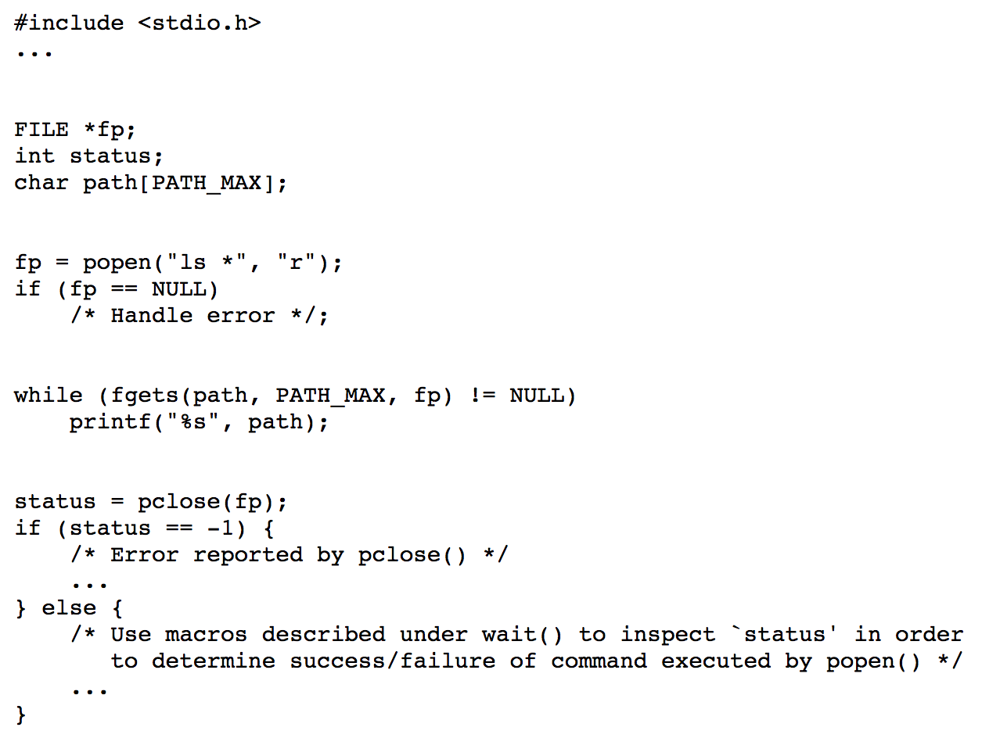 #include <stdio.h>
...
FILE *fp;
int status;
char path[PATH_MAX];
fp = popen("ls *", "r");
if (fp == NULL)
    /* Handle error */;
while (fgets(path, PATH_MAX, fp) != NULL)
    printf("%s", path);
status = pclose(fp);
if (status == -1) {
    /* Error reported by pclose() */
    ...
} else {
    /* Use macros described under wait() to inspect `status' in order
       to determine success/failure of command executed by popen() */
    ...
}